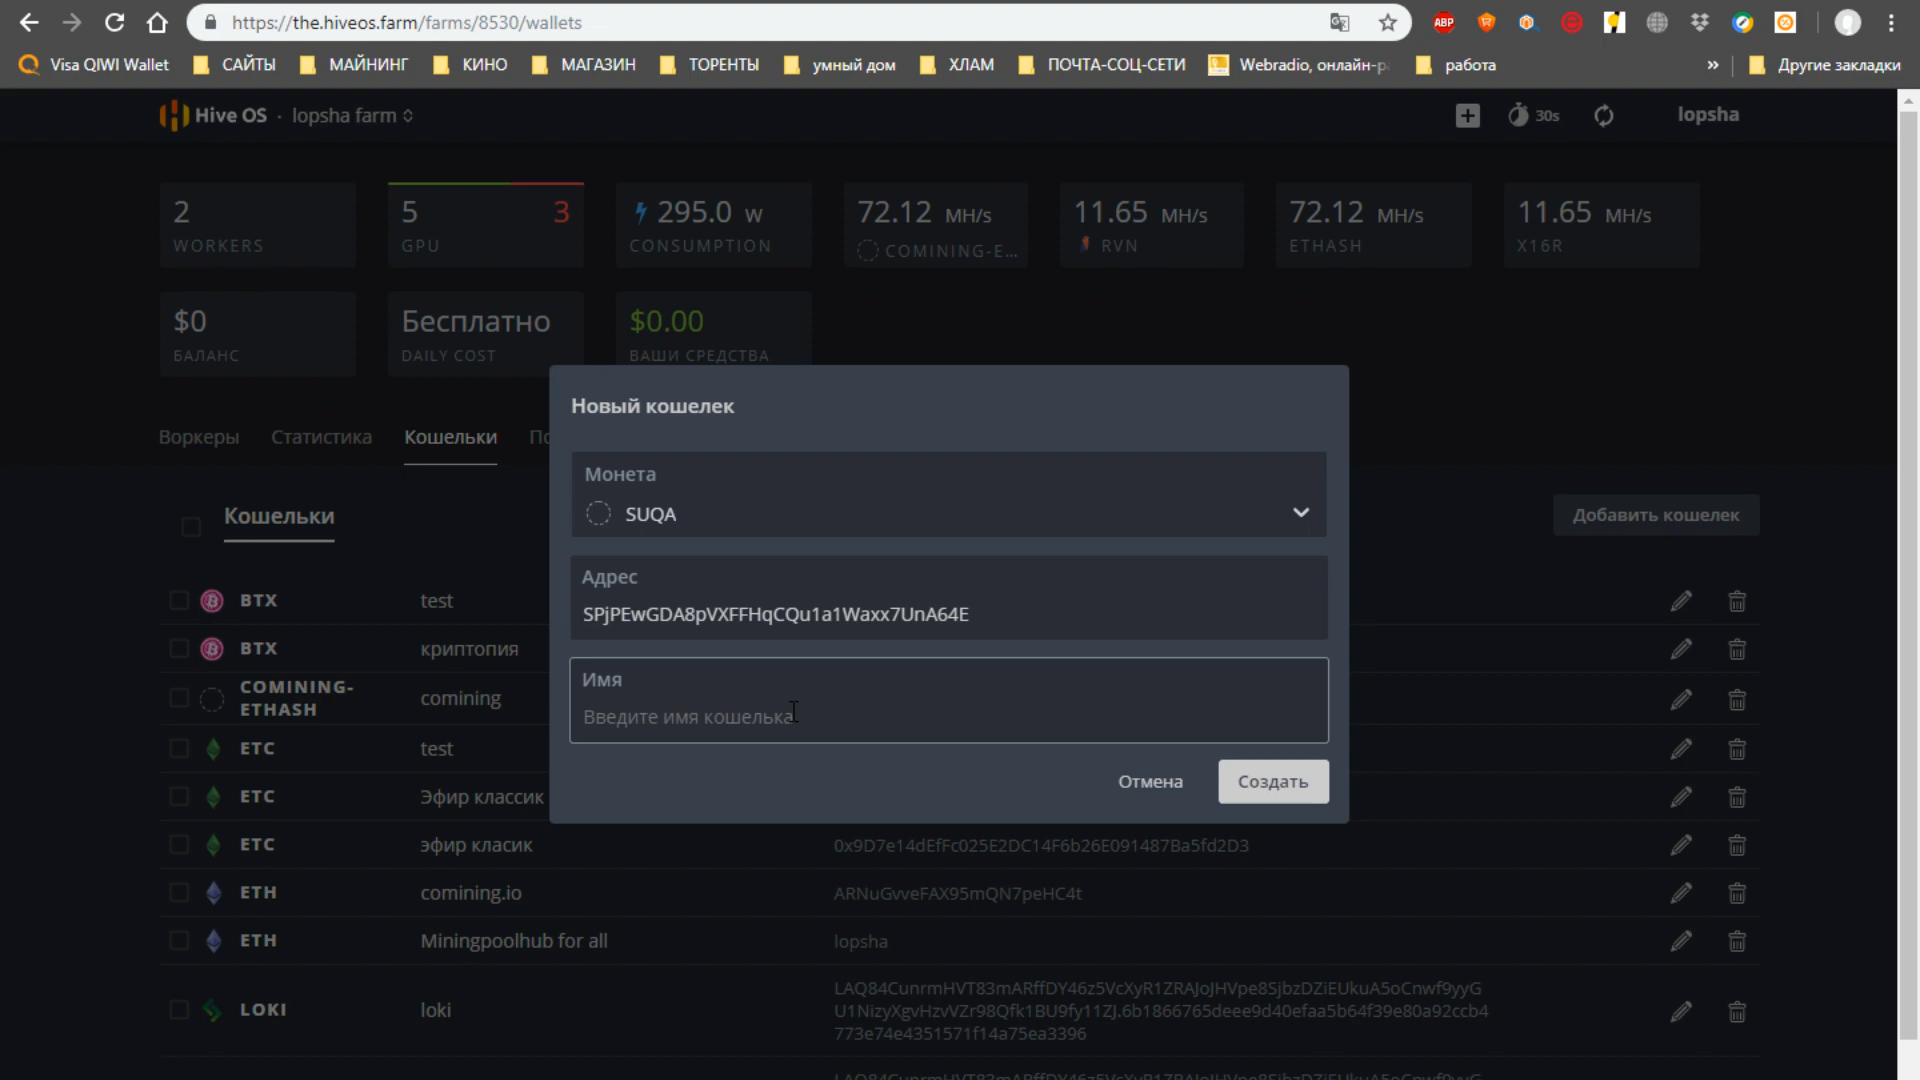 https://the.hiveos.farm/farms/8530/wallets
ABP
Visa QIWI Wallet САЙТЫ МАЙНИНГ КИНО МАГАЗИН ТОРЕНТЫ умный дом ХЛАМ ПОЧТА-СОЦ-СЕТИ Webradio, онлайн-р работа » Другие закладки
Hive OS · lopsha farm 30s lopsha
2 5 3 295.0 W 72.12 MH/s 11.65 MH/s 72.12 MH/s 11.65 MH/s
WORKERS GPU CONSUMPTION COMINING-E... RVN ETHASH X16R
$0 Бесплатно $0.00
БАЛАНС DAILY COST ВАШИ СРЕДСТВА
Новый кошелек
Воркеры Статистика Кошельки По
Монета
SUQA
Кошельки Добавить кошелек
Адрес
SPjPEwGDA8pVXFFHqCQu1a1Waxx7UnA64E
BTX test
BTX криптопия
Имя
Введите имя кошелька
COMINING-
ETHASH comining
ETC test
Отмена Создать
ETC Эфир классик
ETC эфир класик 0x9D7e14dEfFc025E2DC14F6b26E091487Ba5fd2D3
ETH comining.io ARNuGvveFAX95mQN7peHC4t
ETH Miningpoolhub for all lopsha
LOKI loki LAQ84CunrmHVT83mARffDY46z5VcXyR1ZRAJoJHVpe8SjbzDZiEUkuA5oCnwf9yyG
U1NizyXgvHzvVZr98Qfk1BU9fy11ZJ.6b1866765deee9d40efaa5b64f39e80a92ccb4
773e74e4351571f14a75ea3396